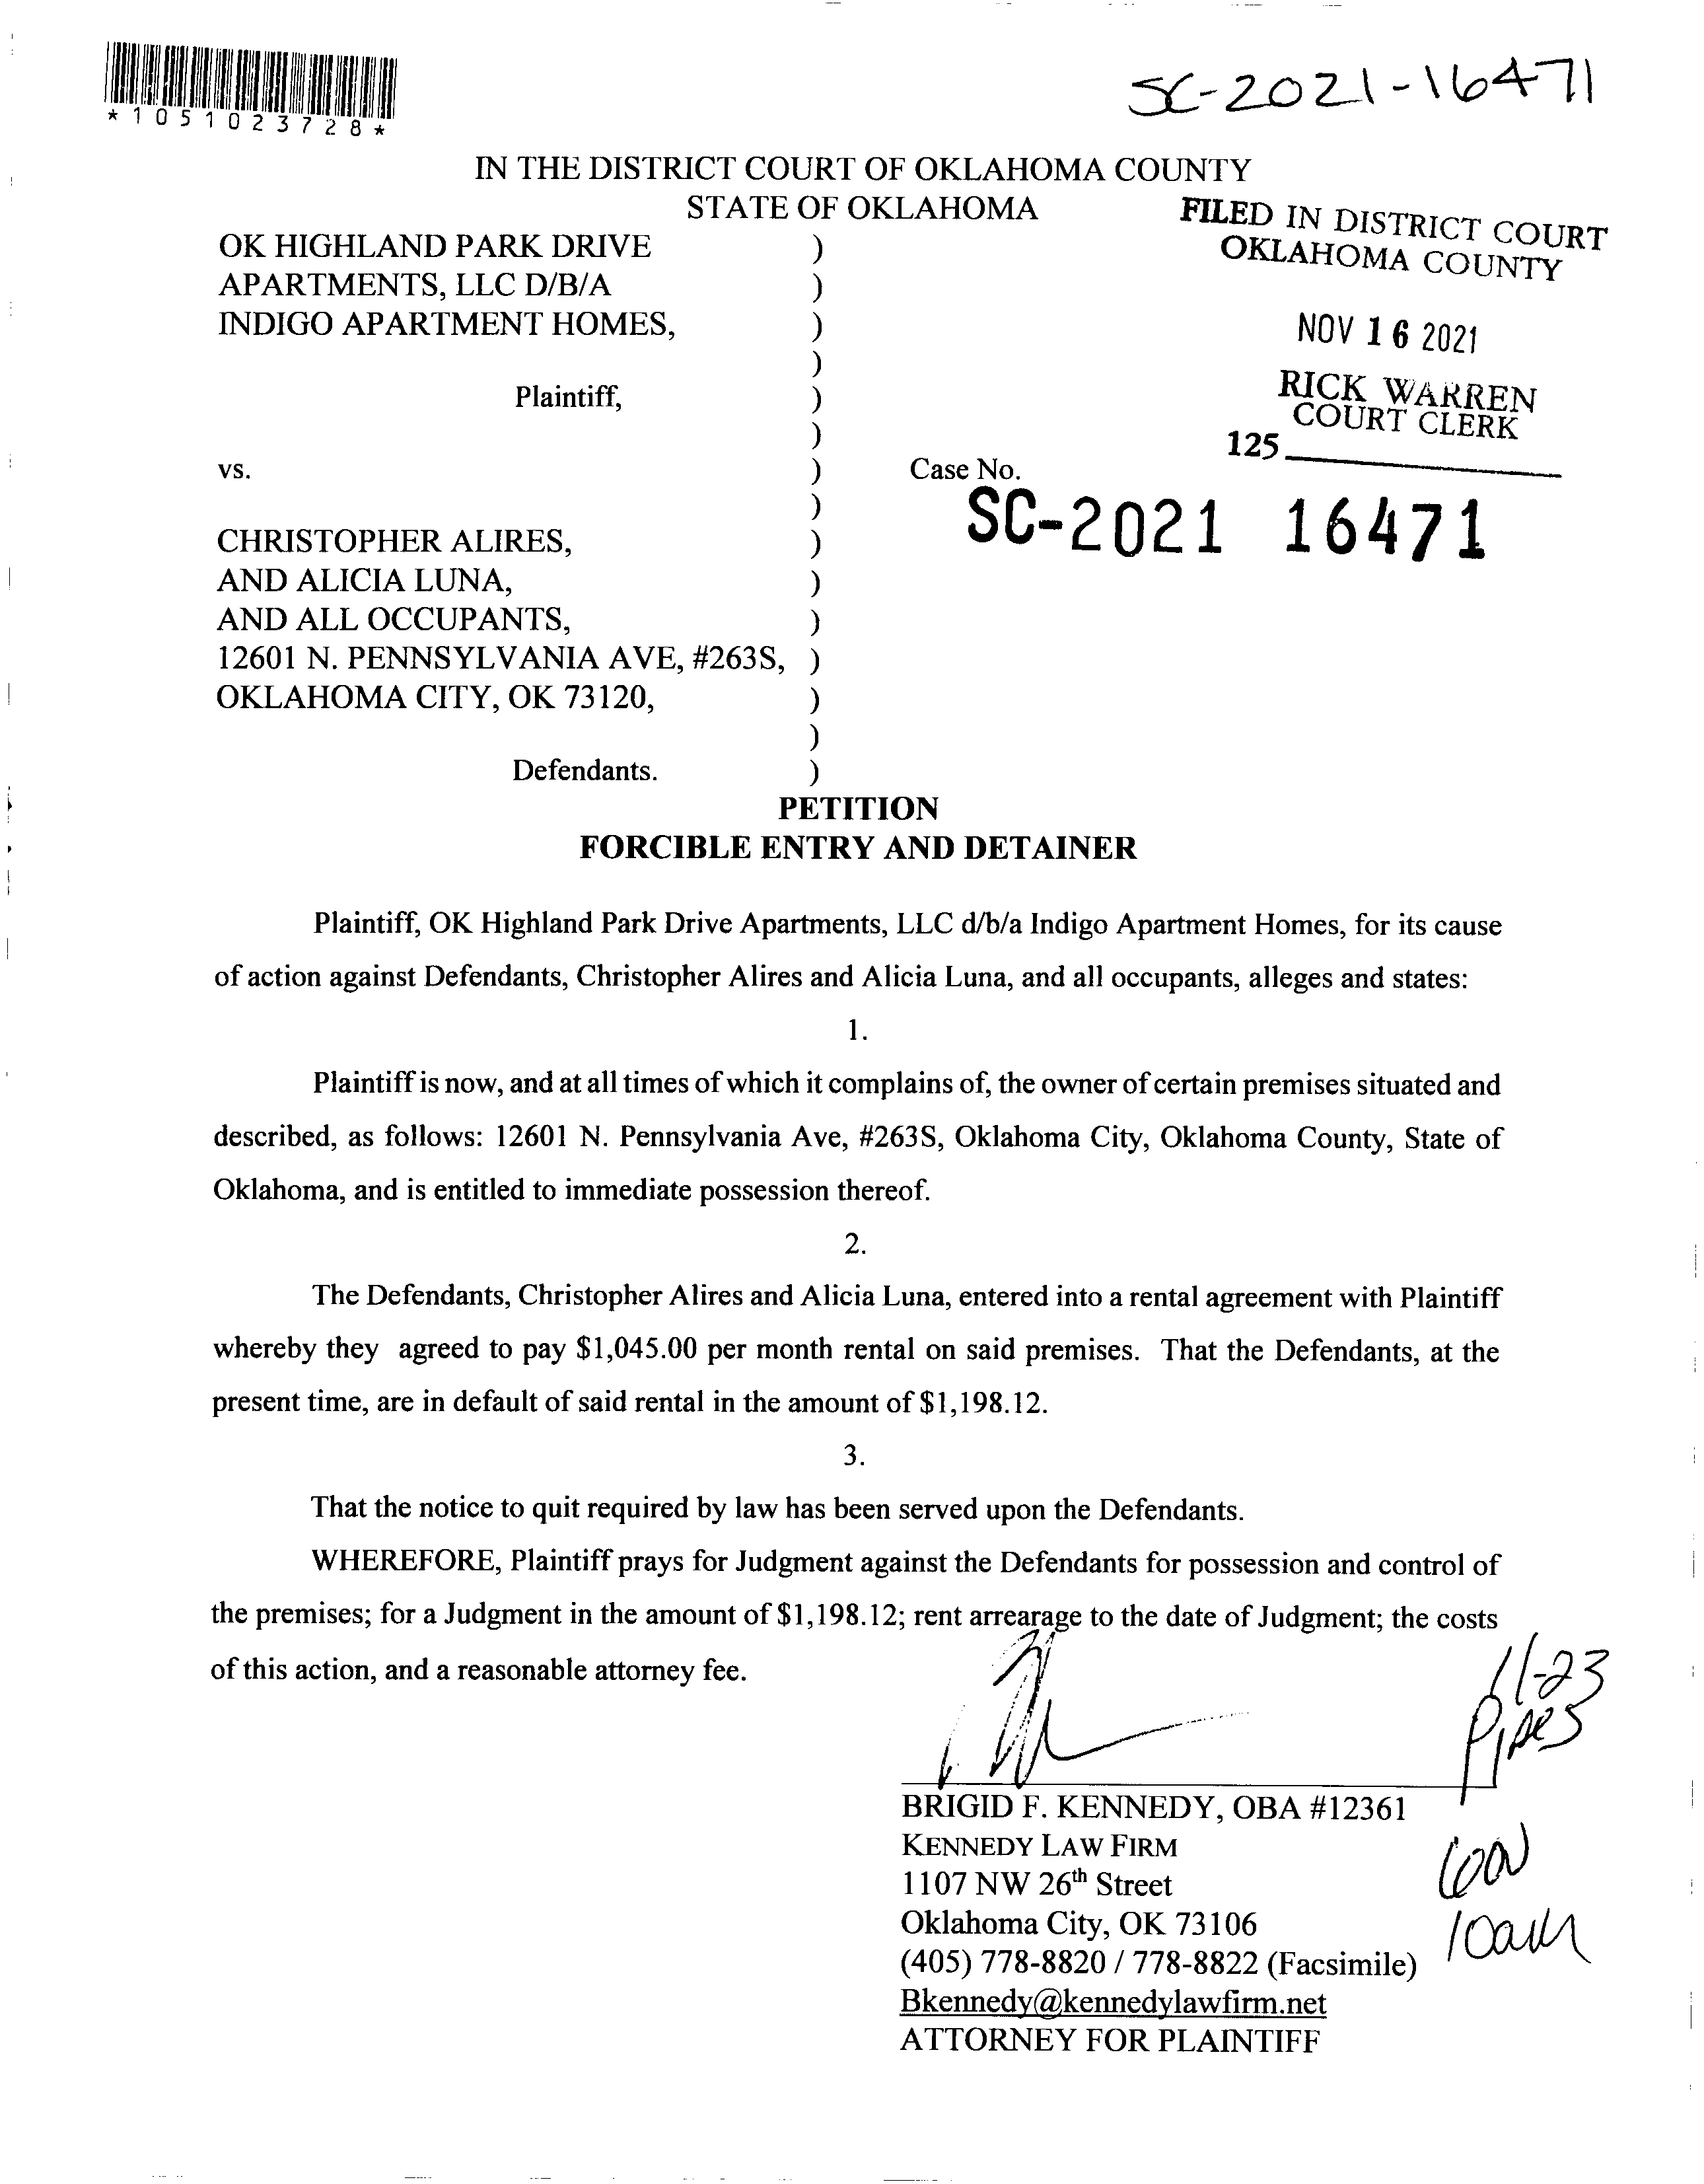 *1051023728*
SC-2021-16471
IN THE DISTRICT COURT OF OKLAHOMA COUNTY
STATE OF OKLAHOMA
FILED IN DISTRICT COURT
OKLAHOMA COUNTY
NOV 16 2021
RICK WARREN
COURT CLERK
125
OK HIGHLAND PARK DRIVE )
APARTMENTS, LLC D/B/A )
INDIGO APARTMENT HOMES, )
)
Plaintiff, )
)
vs. ) Case No.
) SC-2021 16471
CHRISTOPHER ALIRES, )
AND ALICIA LUNA, )
AND ALL OCCUPANTS, )
12601 N. PENNSYLVANIA AVE, #263S, )
OKLAHOMA CITY, OK 73120, )
)
Defendants. )
PETITION
FORCIBLE ENTRY AND DETAINER
Plaintiff, OK Highland Park Drive Apartments, LLC d/b/a Indigo Apartment Homes, for its cause
of action against Defendants, Christopher Alires and Alicia Luna, and all occupants, alleges and states:
1.
Plaintiff is now, and at all times of which it complains of, the owner of certain premises situated and
described, as follows: 12601 N. Pennsylvania Ave, #263S, Oklahoma City, Oklahoma County, State of
Oklahoma, and is entitled to immediate possession thereof.
2.
The Defendants, Christopher Alires and Alicia Luna, entered into a rental agreement with Plaintiff
whereby they agreed to pay $1,045.00 per month rental on said premises. That the Defendants, at the
present time, are in default of said rental in the amount of $1,198.12.
3.
That the notice to quit required by law has been served upon the Defendants.
WHEREFORE, Plaintiff prays for Judgment against the Defendants for possession and control of
the premises; for a Judgment in the amount of $1,198.12; rent arrearage to the date of Judgment; the costs
of this action, and a reasonable attorney fee.
11-23
Pipes
BRIGID F. KENNEDY, OBA #12361
KENNEDY LAW FIRM
1107 NW 26th Street
Oklahoma City, OK 73106
10am
(405) 778-8820 / 778-8822 (Facsimile)
Bkennedy@kennedylawfirm.net
ATTORNEY FOR PLAINTIFF